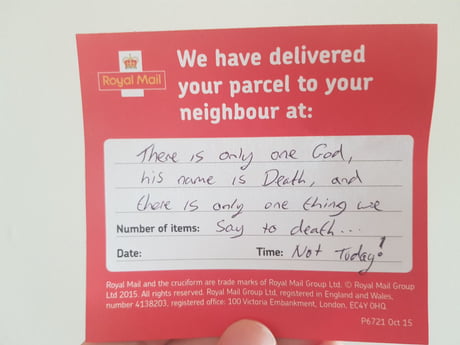 Royal Mail
We have delivered
your parcel to your
neighbour at:
There is only one God,
his name is Death, and
there is only one thing we
Number of items: Say to death...
Date: Time: Not Today!
Royal Mail and the cruciform are trade marks of Royal Mail Group Ltd. © Royal Mail Group
Ltd 2015. All rights reserved. Royal Mail Group Ltd, registered in England and Wales,
number 4138203, registered office: 100 Victoria Embankment, London, EC4Y 0HQ.
P6721 Oct 15